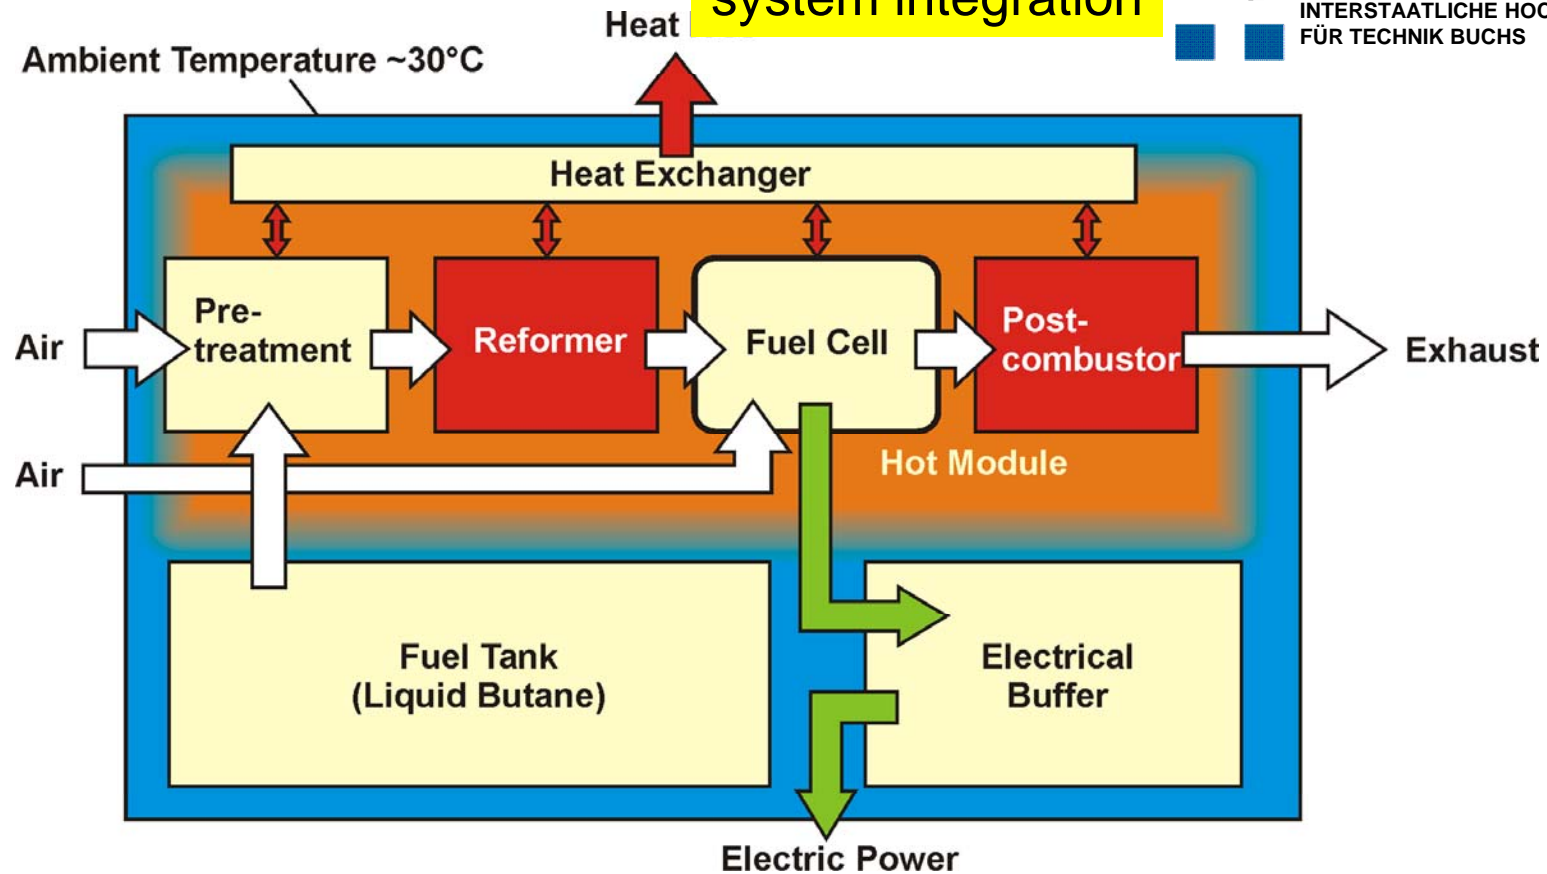 system integration
INTERSTAATLICHE
FÜR TECHNIK BUCHS
Heat
Ambient Temperature ~30°C
Heat Exchanger
Air
Pre-
treatment
Reformer
Fuel Cell
Post-
combustor
Exhaust
Air
Hot Module
Fuel Tank
(Liquid Butane)
Electrical
Buffer
Electric Power